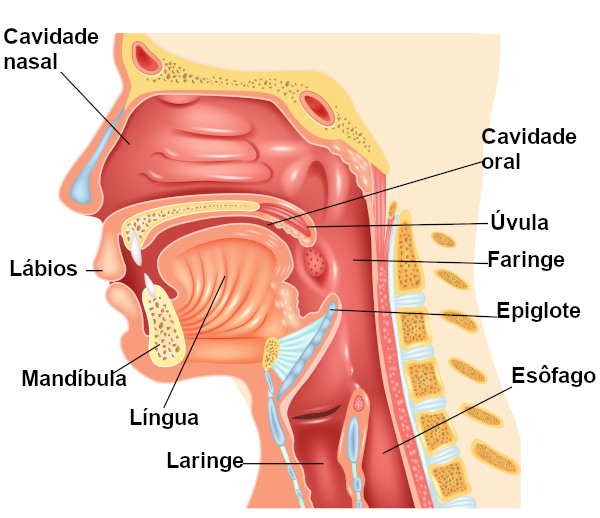 Cavidade
nasal
Cavidade
oral
Úvula
Faringe
Lábios
Epiglote
Mandíbula
Esôfago
Língua
Laringe